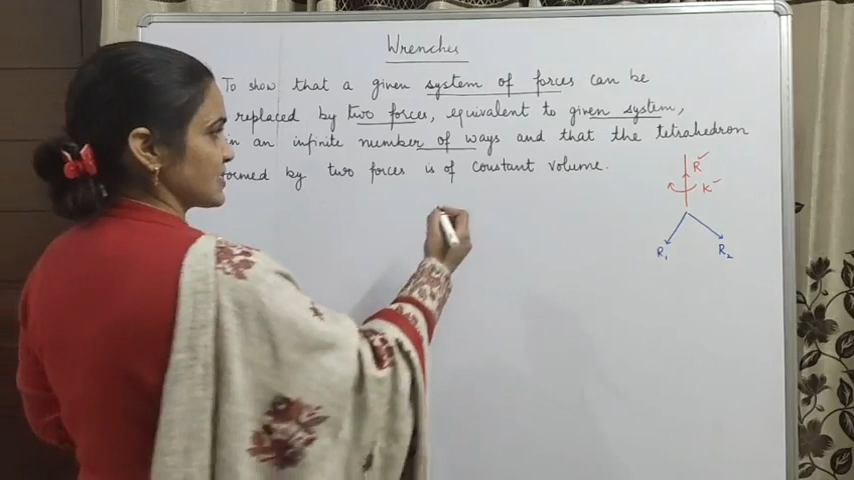 Wrenches
To show that a given system of forces can be
replaced by two forces, equivalent to given system,
in an infinite number of ways and that the tetrahedron
formed by two forces is of constant volume.
R
K
R₁
R₂